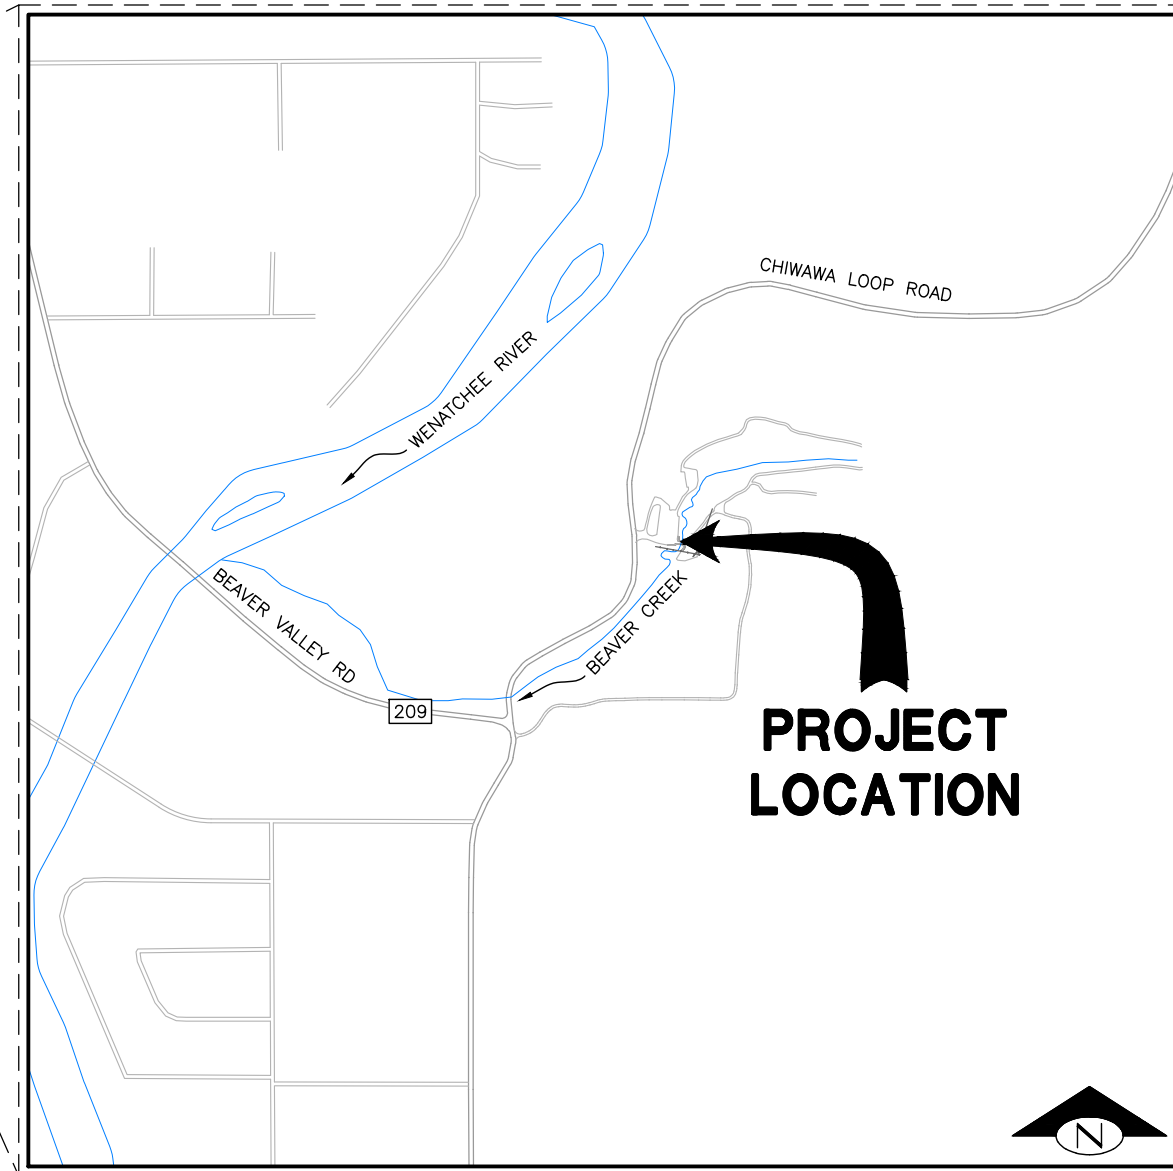 CHIWAWA LOOP ROAD
WENATCHEE RIVER
BEAVER VALLEY RD
BEAVER CREEK
209
PROJECT
LOCATION
N